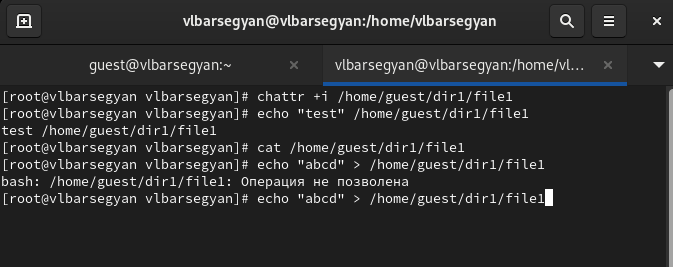 vlbarsegyan@vlbarsegyan:/home/vlbarsegyan
guest@vlbarsegyan:~
vlbarsegyan@vlbarsegyan:/home/vl…
[root@vlbarsegyan vlbarsegyan]# chattr +i /home/guest/dir1/file1
[root@vlbarsegyan vlbarsegyan]# echo "test" /home/guest/dir1/file1
test /home/guest/dir1/file1
[root@vlbarsegyan vlbarsegyan]# cat /home/guest/dir1/file1
[root@vlbarsegyan vlbarsegyan]# echo "abcd" > /home/guest/dir1/file1
bash: /home/guest/dir1/file1: Операция не позволена
[root@vlbarsegyan vlbarsegyan]# echo "abcd" > /home/guest/dir1/file1